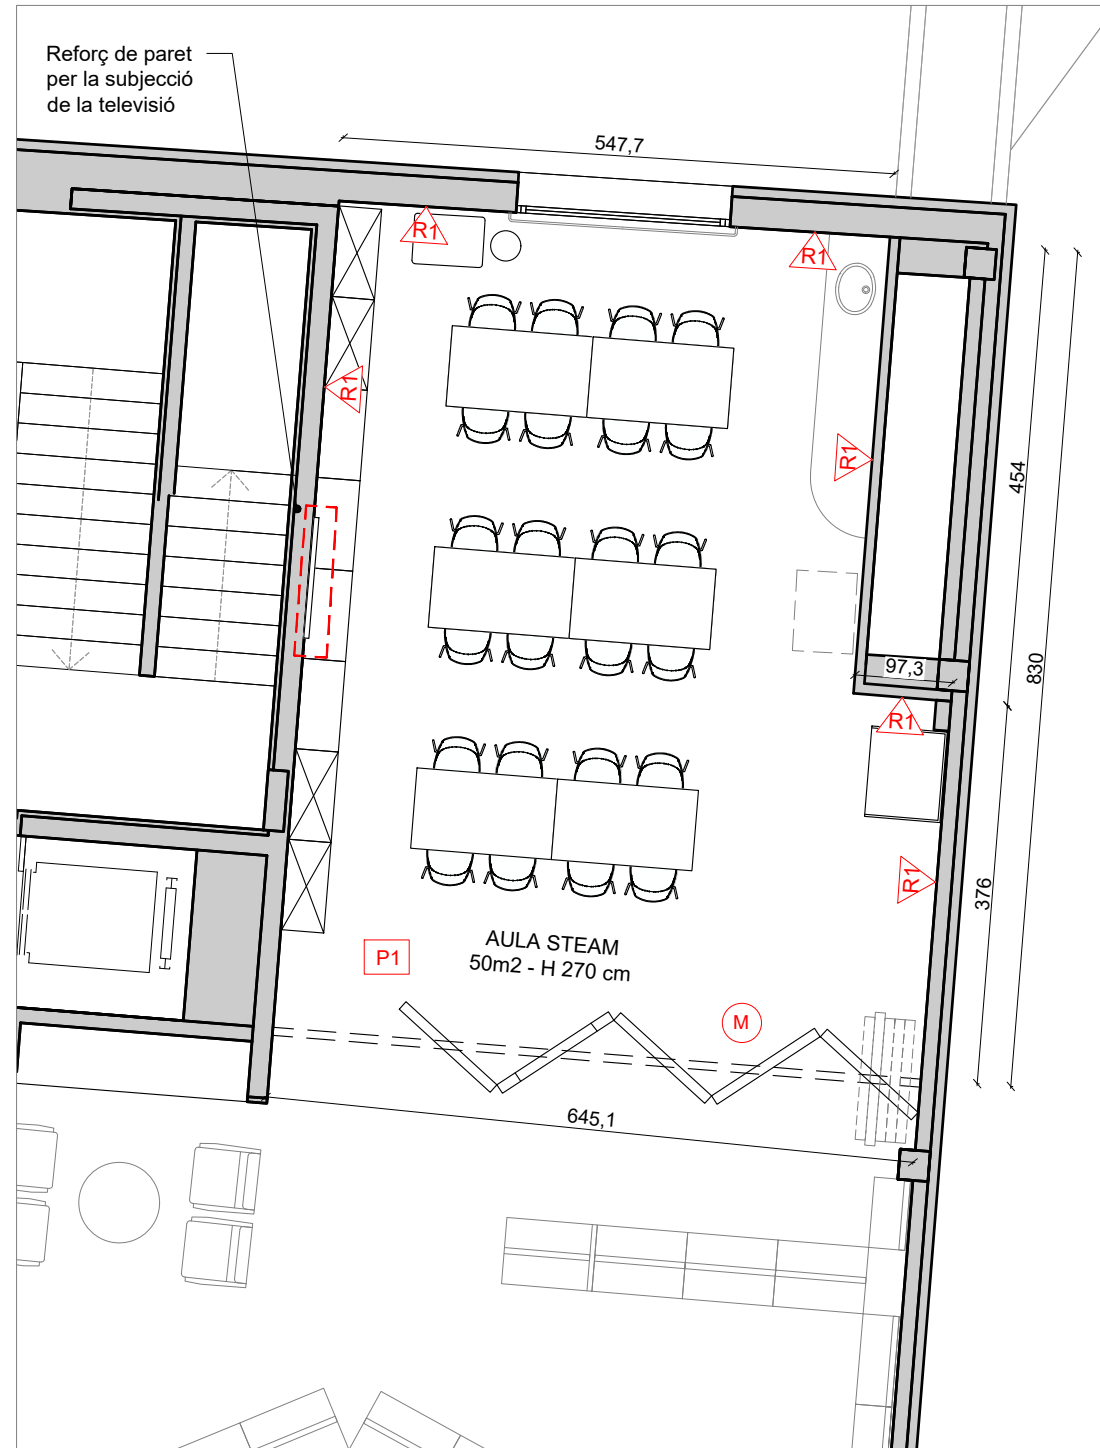 Reforç de paret
per la subjecció
de la televisió
547,7
R1
R1
R1
R1
454
830
97,3
R1
376
R1
AULA STEAM
50m2 - H 270 cm
P1
M
645,1